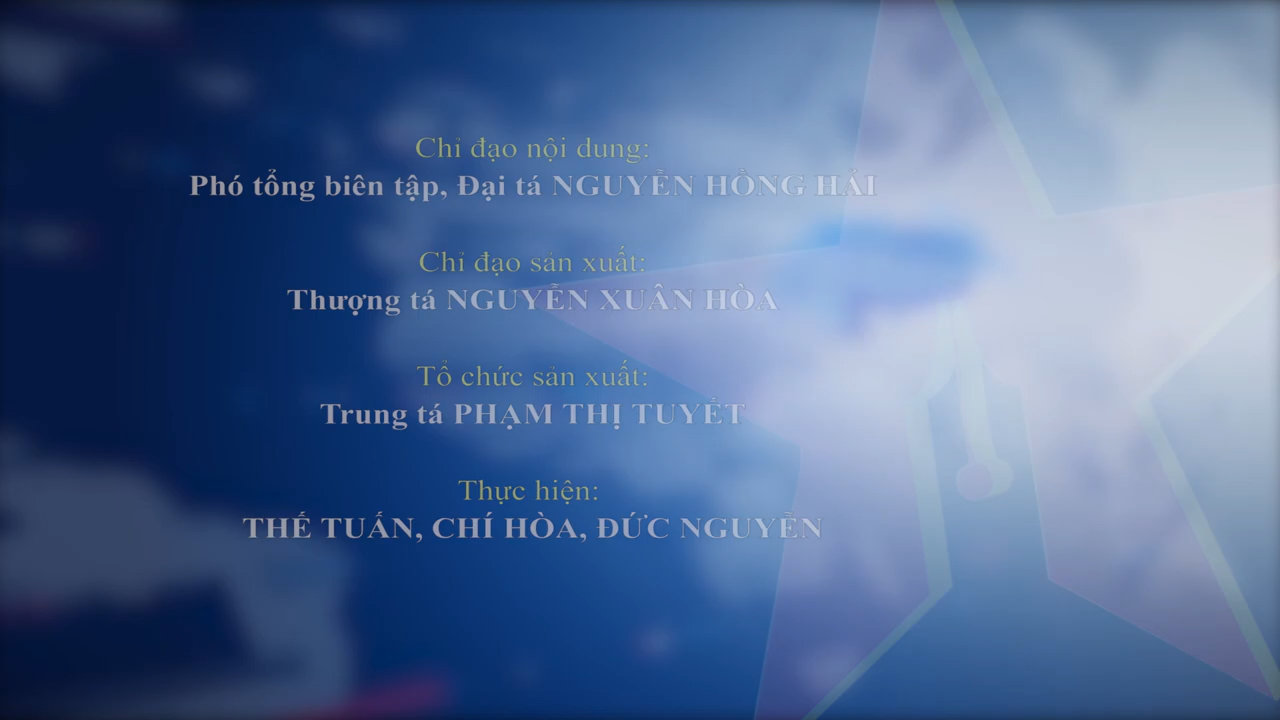 Chỉ đạo nội dung:
Phó tổng biên tập, Đại tá NGUYỄN HỒNG HẢI
Chỉ đạo sản xuất:
Thượng tá NGUYỄN XUÂN HÒA
Tổ chức sản xuất:
Trung tá PHẠM THỊ TUYẾT
Thực hiện:
THẾ TUẤN, CHÍ HÒA, ĐỨC NGUYỄN